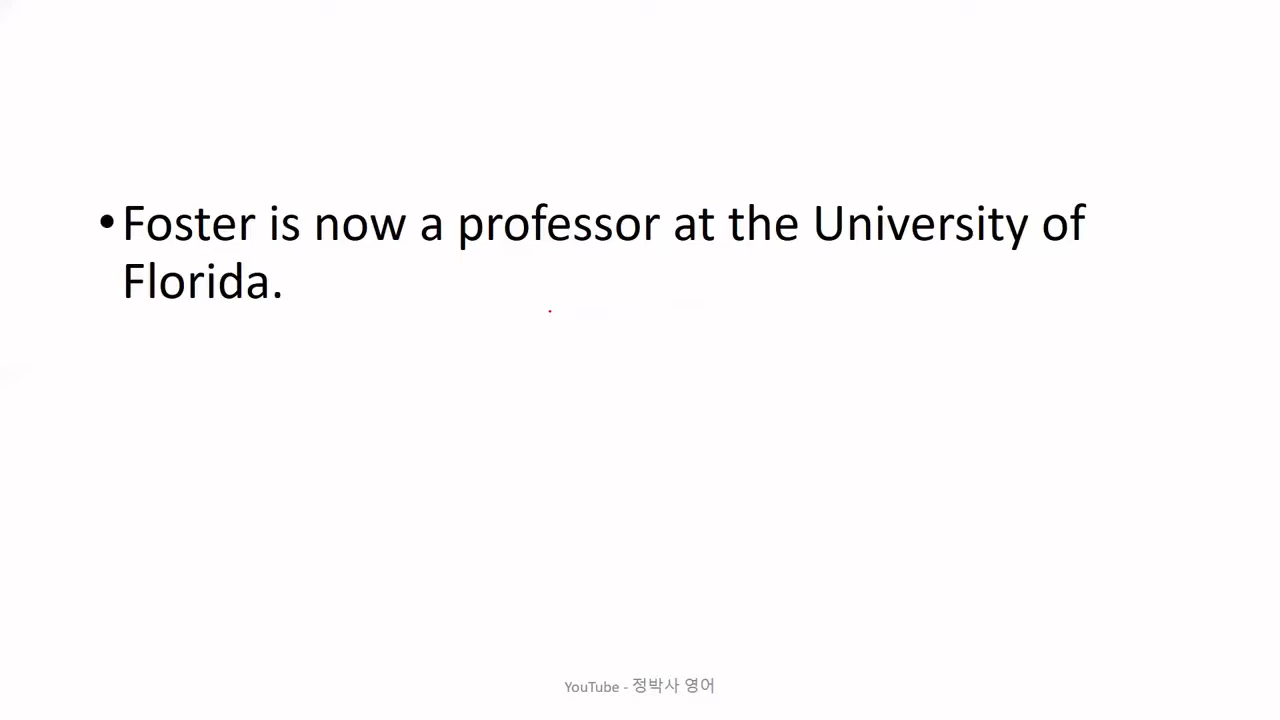 •Foster is now a professor at the University of
Florida.
YouTube - 정박사 영어